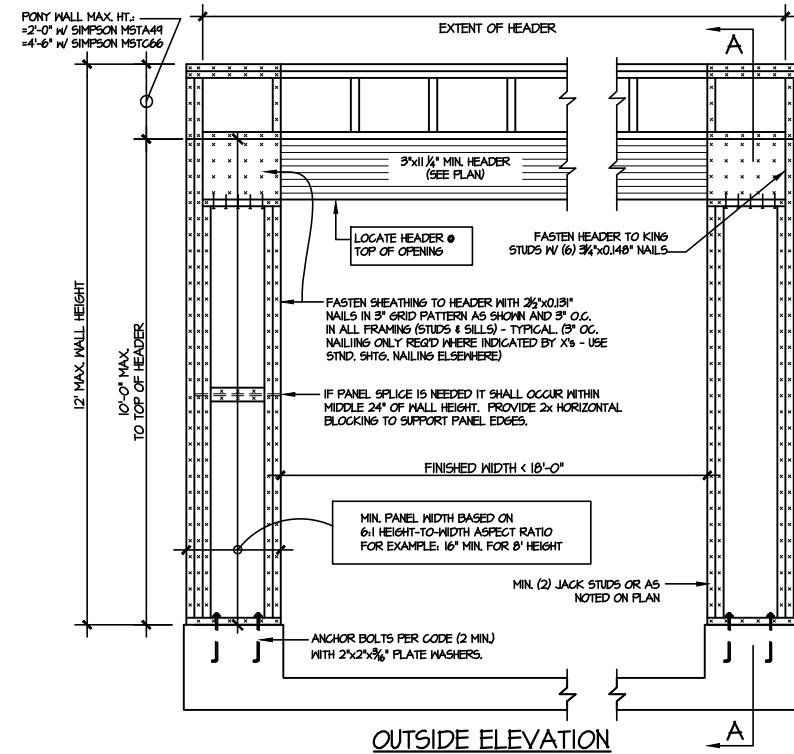 PONY WALL MAX. HT.:
=2'-0" W/ SIMPSON MSTA49
=4'-6" W/ SIMPSON MSTC66
EXTENT OF HEADER
A
3"x11 1/4" MIN. HEADER
(SEE PLAN)
LOCATE HEADER @
TOP OF OPENING
FASTEN HEADER TO KING
STUDS W/ (6) 3 1/4"x0.148" NAILS
12' MAX. WALL HEIGHT
10'-0" MAX.
TO TOP OF HEADER
FASTEN SHEATHING TO HEADER WITH 2 1/2"x0.131"
NAILS IN 3" GRID PATTERN AS SHOWN AND 3" O.C.
IN ALL FRAMING (STUDS & SILLS) - TYPICAL. (3" OC.
NAILING ONLY REQ'D WHERE INDICATED BY X's - USE
STND. SHTG. NAILING ELSEWHERE)
IF PANEL SPLICE IS NEEDED IT SHALL OCCUR WITHIN
MIDDLE 24" OF WALL HEIGHT. PROVIDE 2x HORIZONTAL
BLOCKING TO SUPPORT PANEL EDGES.
FINISHED WIDTH < 18'-0"
MIN. PANEL WIDTH BASED ON
6:1 HEIGHT-TO-WIDTH ASPECT RATIO
FOR EXAMPLE: 16" MIN. FOR 8' HEIGHT
MIN. (2) JACK STUDS OR AS
NOTED ON PLAN
ANCHOR BOLTS PER CODE (2 MIN.)
WITH 2"x2"x3/16" PLATE WASHERS.
A
OUTSIDE ELEVATION